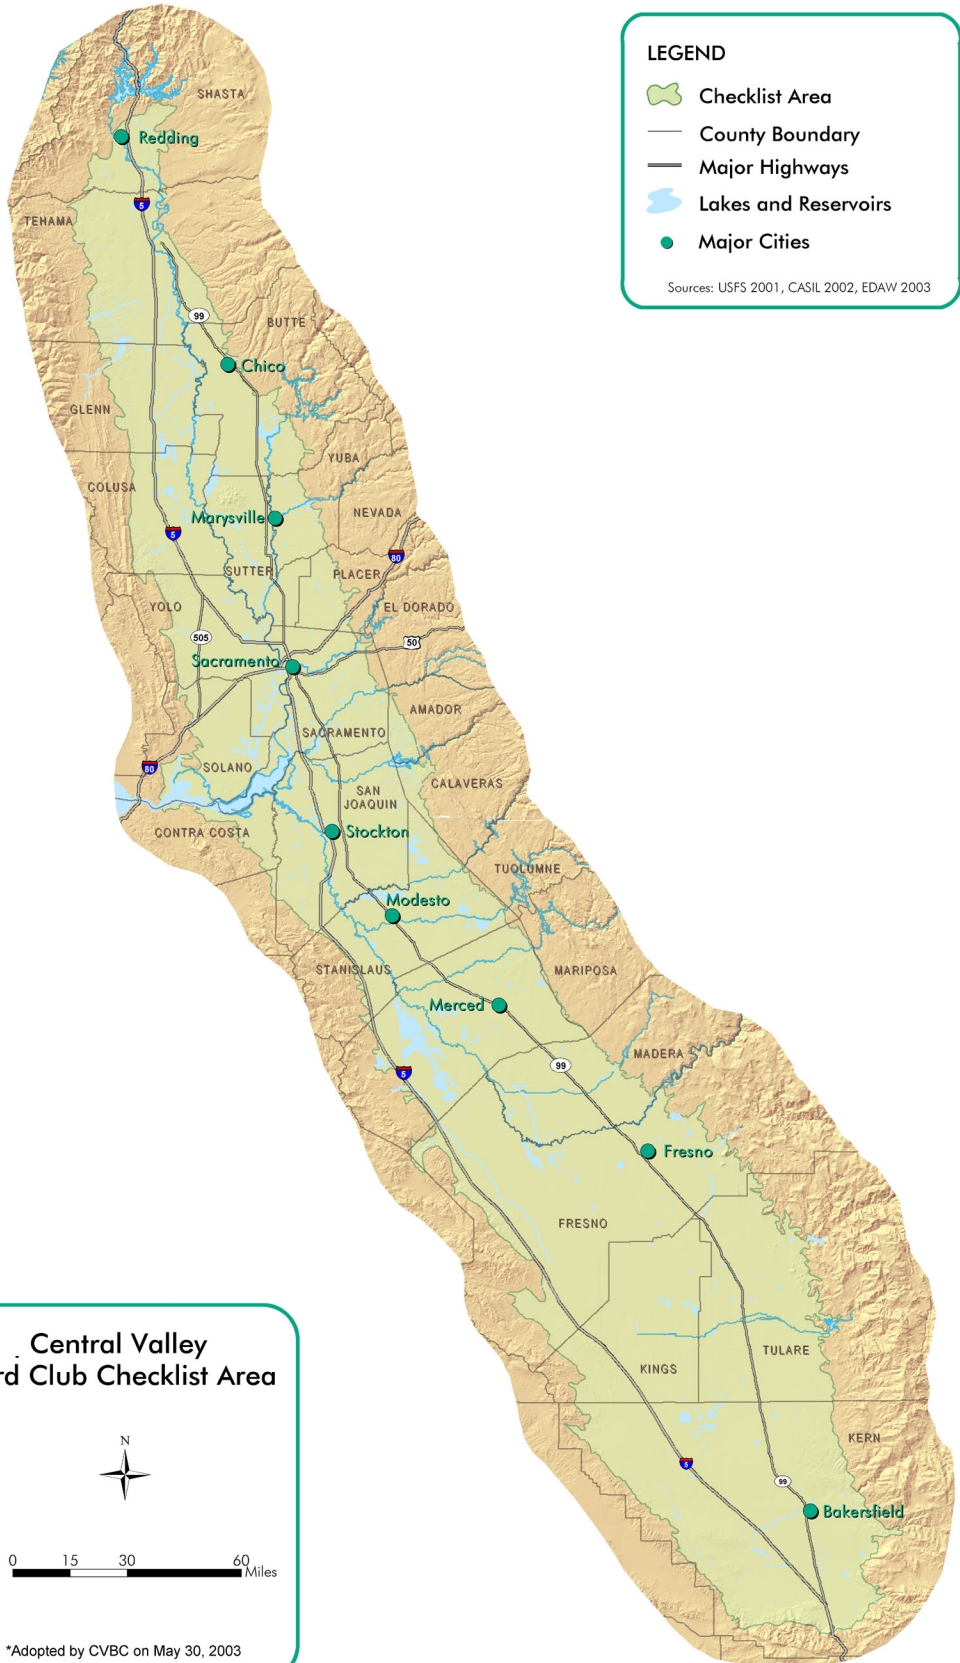 LEGEND
Checklist Area
County Boundary
Major Highways
Lakes and Reservoirs
Major Cities
Sources: USFS 2001, CASIL 2002, EDAW 2003
SHASTA
Redding
5
TEHAMA
99
BUTTE
Chico
GLENN
YUBA
COLUSA
NEVADA
Marysville
5
80
SUTTER
PLACER
YOLO
EL DORADO
505
50
Sacramento
AMADOR
SACRAMENTO
80
SOLANO
CALAVERAS
SAN
JOAQUIN
CONTRA COSTA
Stockton
TUOLUMNE
Modesto
STANISLAUS
MARIPOSA
Merced
MADERA
99
5
Fresno
FRESNO
TULARE
KINGS
KERN
5
99
Bakersfield
Central Valley
rd Club Checklist Area
N
0 15 30 60
Miles
*Adopted by CVBC on May 30, 2003